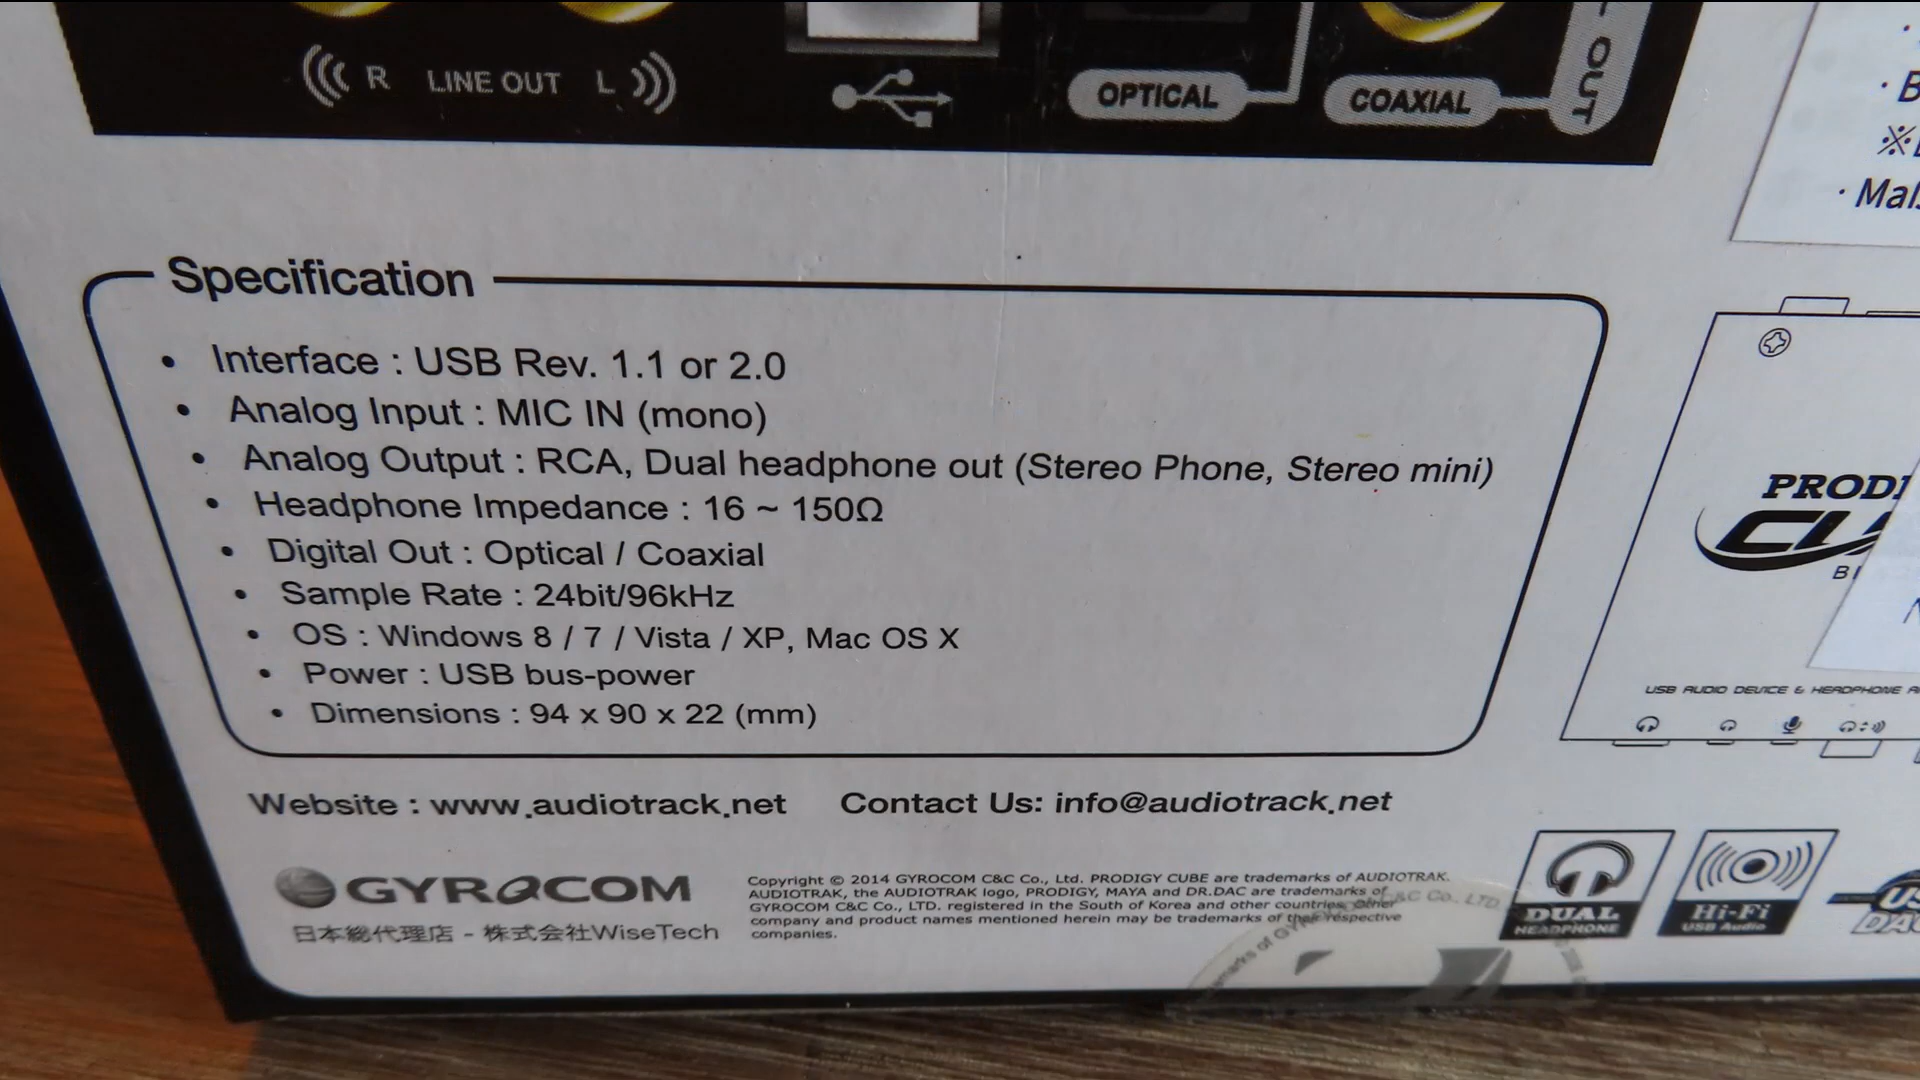 R LINE OUT L
OPTICAL
COAXIAL
OUT
Specification
• Interface : USB Rev. 1.1 or 2.0
• Analog Input : MIC IN (mono)
• Analog Output : RCA, Dual headphone out (Stereo Phone, Stereo mini)
• Headphone Impedance : 16 ~ 150Ω
• Digital Out : Optical / Coaxial
• Sample Rate : 24bit/96kHz
• OS : Windows 8 / 7 / Vista / XP, Mac OS X
• Power : USB bus-power
• Dimensions : 94 x 90 x 22 (mm)
Website : www.audiotrack.net Contact Us: info@audiotrack.net
GYROCOM
日本総代理店 - 株式会社WiseTech
Copyright © 2014 GYROCOM C&C Co., Ltd. PRODIGY CUBE are trademarks of AUDIOTRAK.
AUDIOTRAK, the AUDIOTRAK logo, PRODIGY, MAYA and DR.DAC are trademarks of
GYROCOM C&C Co., LTD. registered in the South of Korea and other countries. Other
company and product names mentioned herein may be trademarks of their respective
companies.
USB AUDIO DEVICE & HEADPHONE
DUAL
HEADPHONE
Hi-Fi
USB Audio